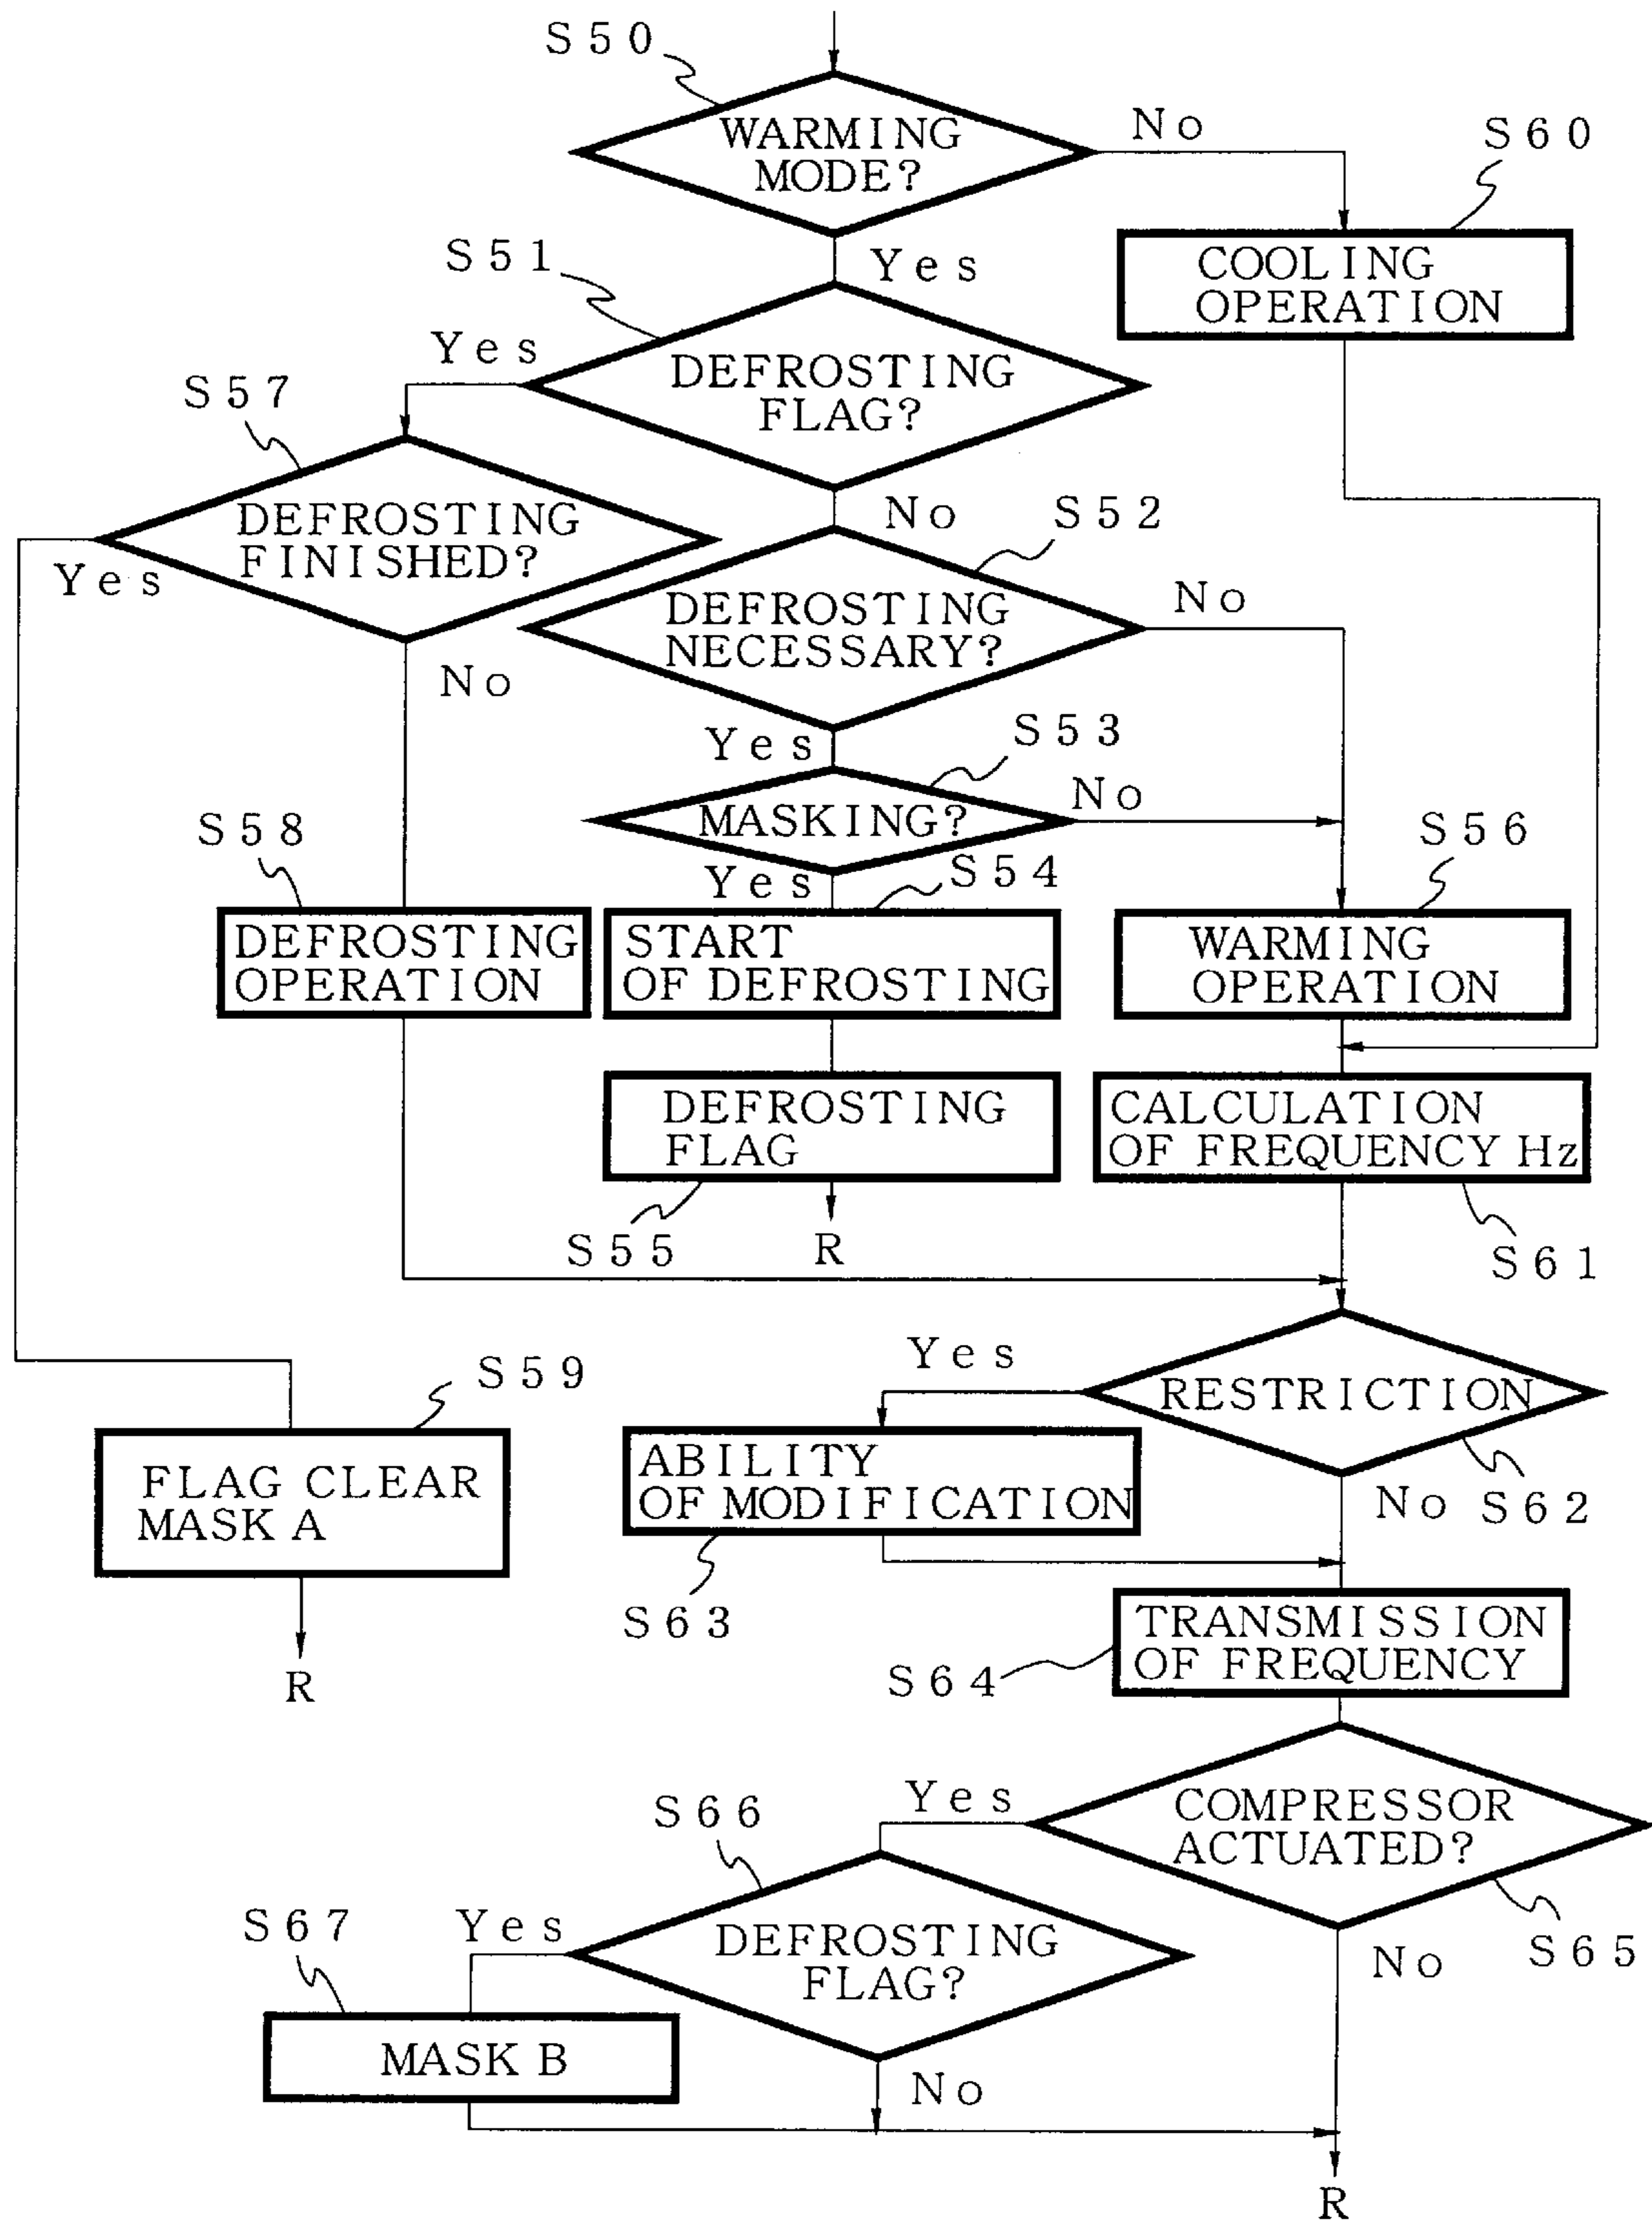 S50
WARMING
MODE?
No
S60
COOLING
OPERATION
Yes
S51
Yes
DEFROSTING
FLAG?
S57
DEFROSTING
FINISHED?
Yes
No
No
S52
DEFROSTING
NECESSARY?
No
Yes
S53
MASKING?
No
Yes
S54
S58
DEFROSTING
OPERATION
START
OF DEFROSTING
S56
WARMING
OPERATION
DEFROSTING
FLAG
S55
R
CALCULATION
OF FREQUENCY Hz
S61
S59
FLAG CLEAR
MASK A
R
Yes
RESTRICTION
No
S62
ABILITY
OF MODIFICATION
S63
TRANSMISSION
OF FREQUENCY
S64
COMPRESSOR
ACTUATED?
Yes
No
S65
S66
DEFROSTING
FLAG?
Yes
No
S67
MASK B
R